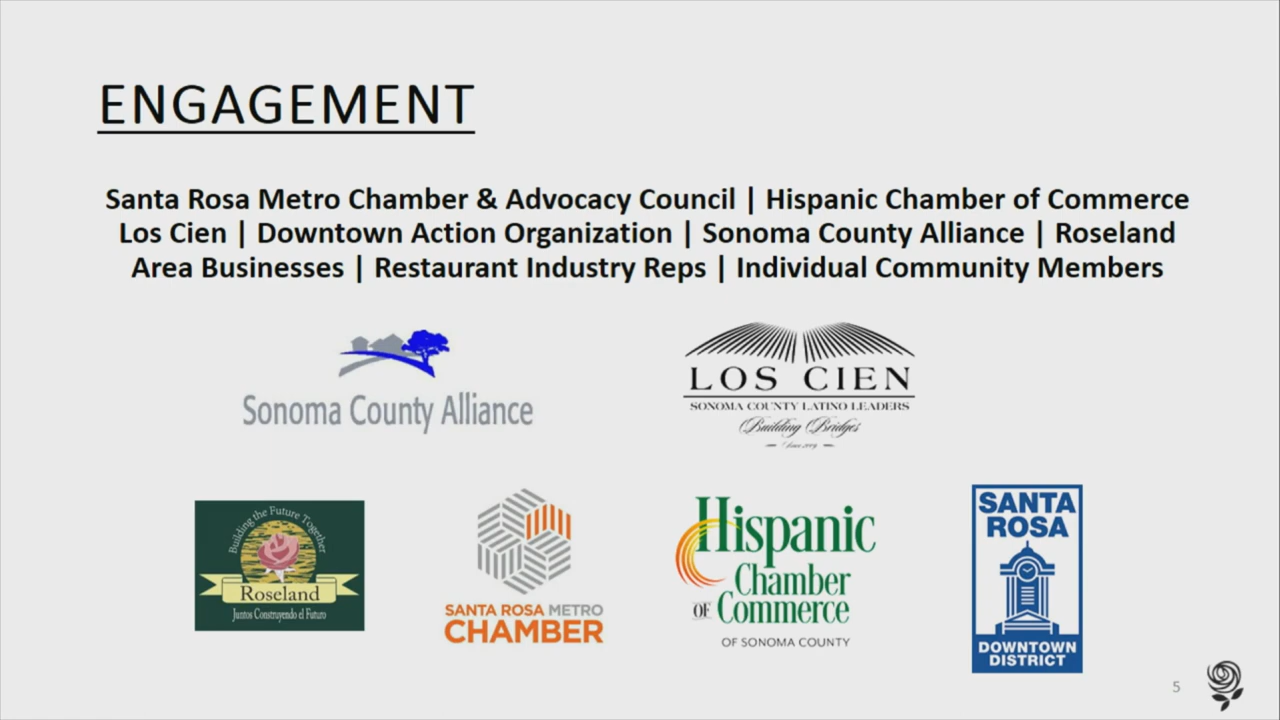 ENGAGEMENT
Santa Rosa Metro Chamber & Advocacy Council | Hispanic Chamber of Commerce
Los Cien | Downtown Action Organization | Sonoma County Alliance | Roseland
Area Businesses | Restaurant Industry Reps | Individual Community Members
Sonoma County Alliance
LOS CIEN
SONOMA COUNTY LATINO LEADERS
Building Bridges
Since 2009
Building the Future Together
Roseland
Juntos Construyendo el Futuro
SANTA ROSA METRO
CHAMBER
Hispanic
Chamber
OF Commerce
OF SONOMA COUNTY
SANTA
ROSA
DOWNTOWN
DISTRICT
5